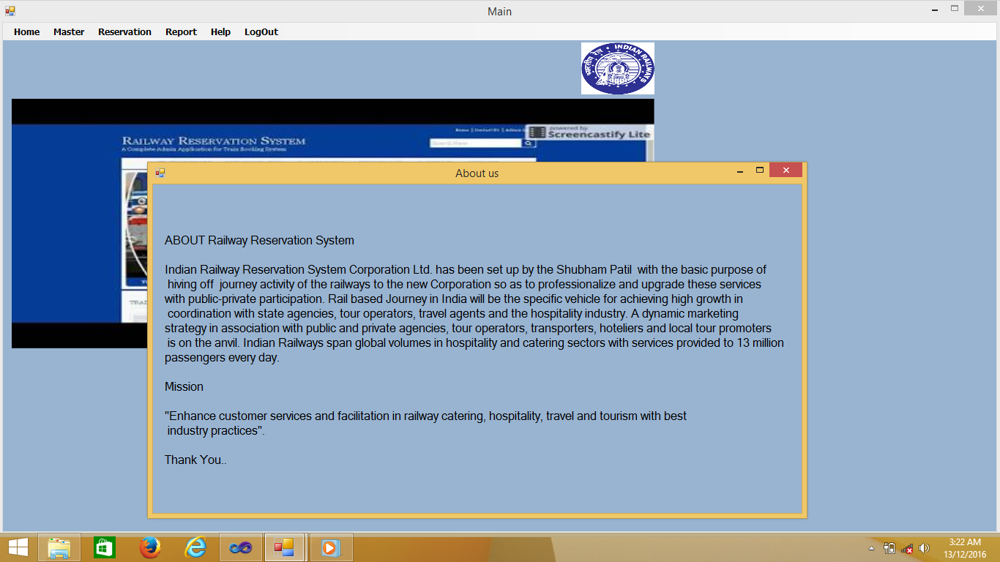 Main
Home Master Reservation Report Help LogOut
भारतीय रेल • INDIAN RAILWAYS
powered by
Screencastify Lite
RAILWAY RESERVATION SYSTEM
A Complete Admin Application for Train Booking System
Home | Contact Us | Admin
Search Here
About us
ABOUT Railway Reservation System
Indian Railway Reservation System Corporation Ltd. has been set up by the Shubham Patil with the basic purpose of
hiving off journey activity of the railways to the new Corporation so as to professionalize and upgrade these services
with public-private participation. Rail based Journey in India will be the specific vehicle for achieving high growth in
coordination with state agencies, tour operators, travel agents and the hospitality industry. A dynamic marketing
strategy in association with public and private agencies, tour operators, transporters, hoteliers and local tour promoters
is on the anvil. Indian Railways span global volumes in hospitality and catering sectors with services provided to 13 million
passengers every day.
Mission
"Enhance customer services and facilitation in railway catering, hospitality, travel and tourism with best
industry practices".
Thank You..
3:22 AM
13/12/2016